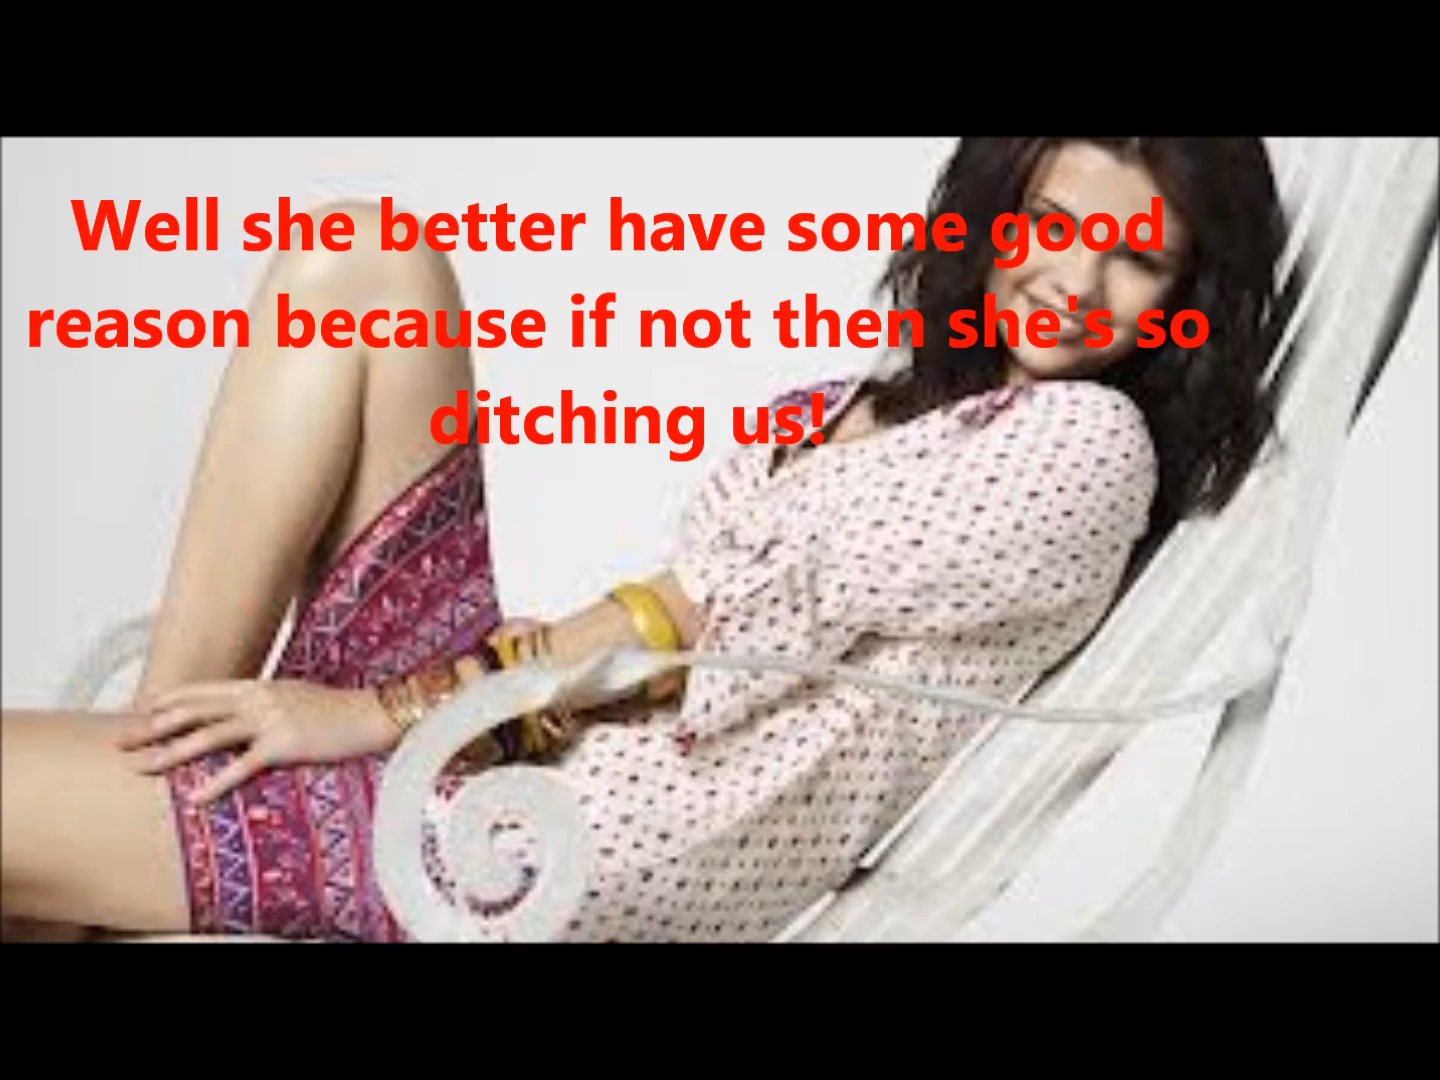 Well she better have some good
reason because if not then she's so
ditching us!